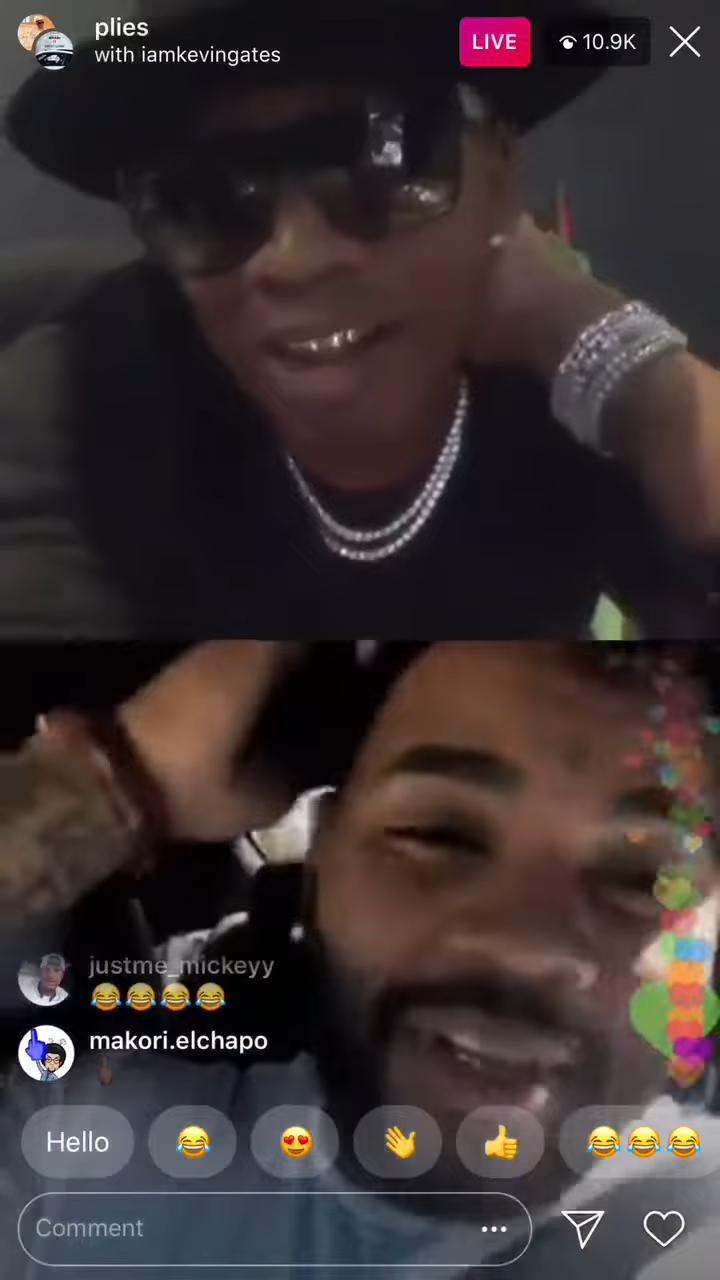 plies
with iamkevingates
LIVE
10.9K
justme_mickeyy
😂😂😂😂
makori.elchapo
Hello
😂
😍
👋
👍
😂😂😂
Comment